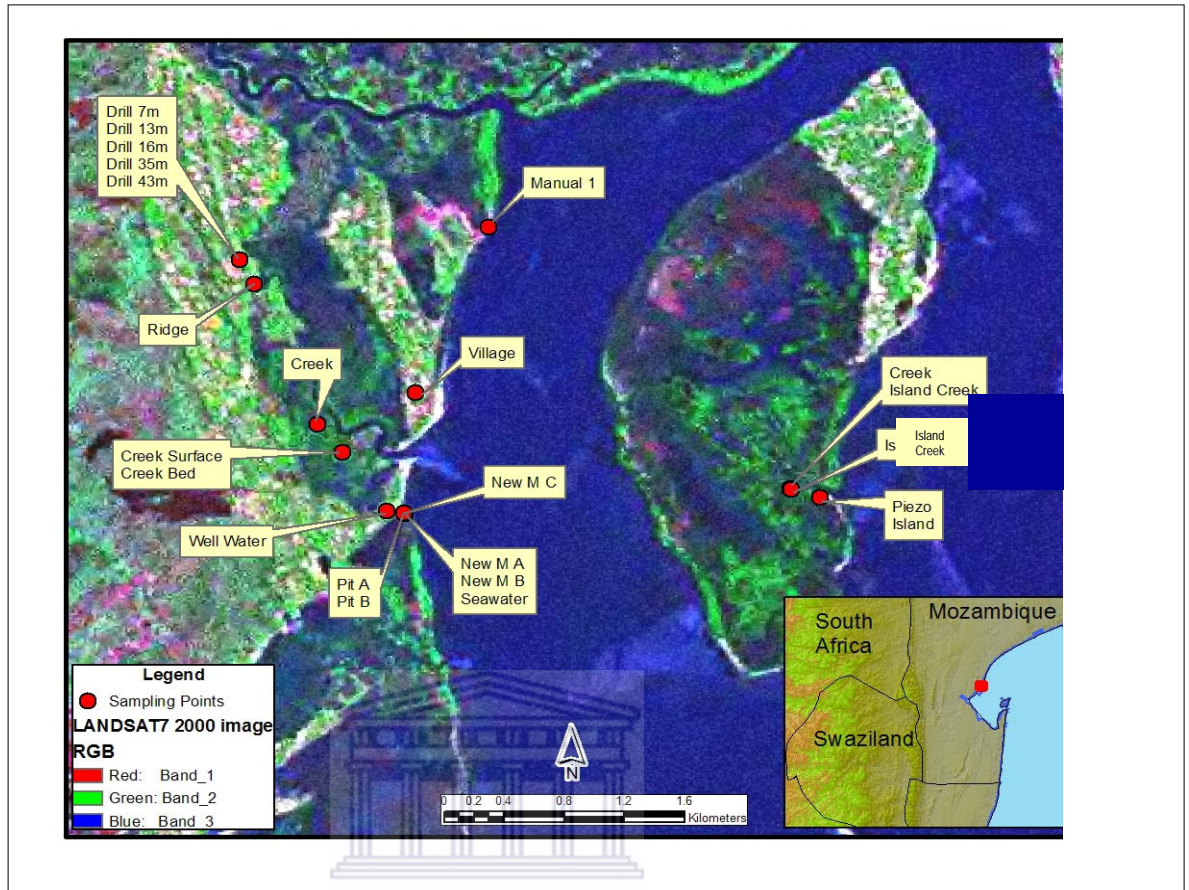 Drill 7m
Drill 13m
Drill 16m
Drill 35m
Drill 43m
Manual 1
Ridge
Creek
Village
Creek
Island Creek
Creek Surface
Creek Bed
Is
Island
Creek
New M C
Piezo
Island
Well Water
Pit A
Pit B
New M A
New M B
Seawater
South
Africa
Mozambique
Swaziland
Legend
Sampling Points
LANDSAT7 2000 image
RGB
Red: Band_1
Green: Band_2
Blue: Band_3
N
0 0.2 0.4 0.8 1.2 1.6
Kilometers